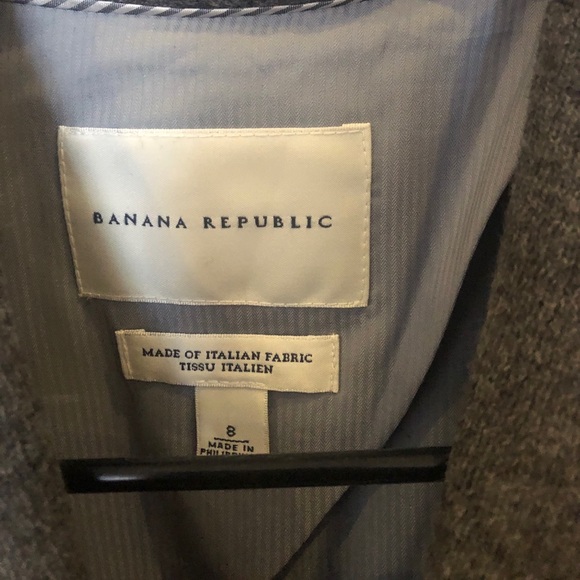 BANANA REPUBLIC
MADE OF ITALIAN FABRIC
TISSU ITALIEN
8
MADE IN